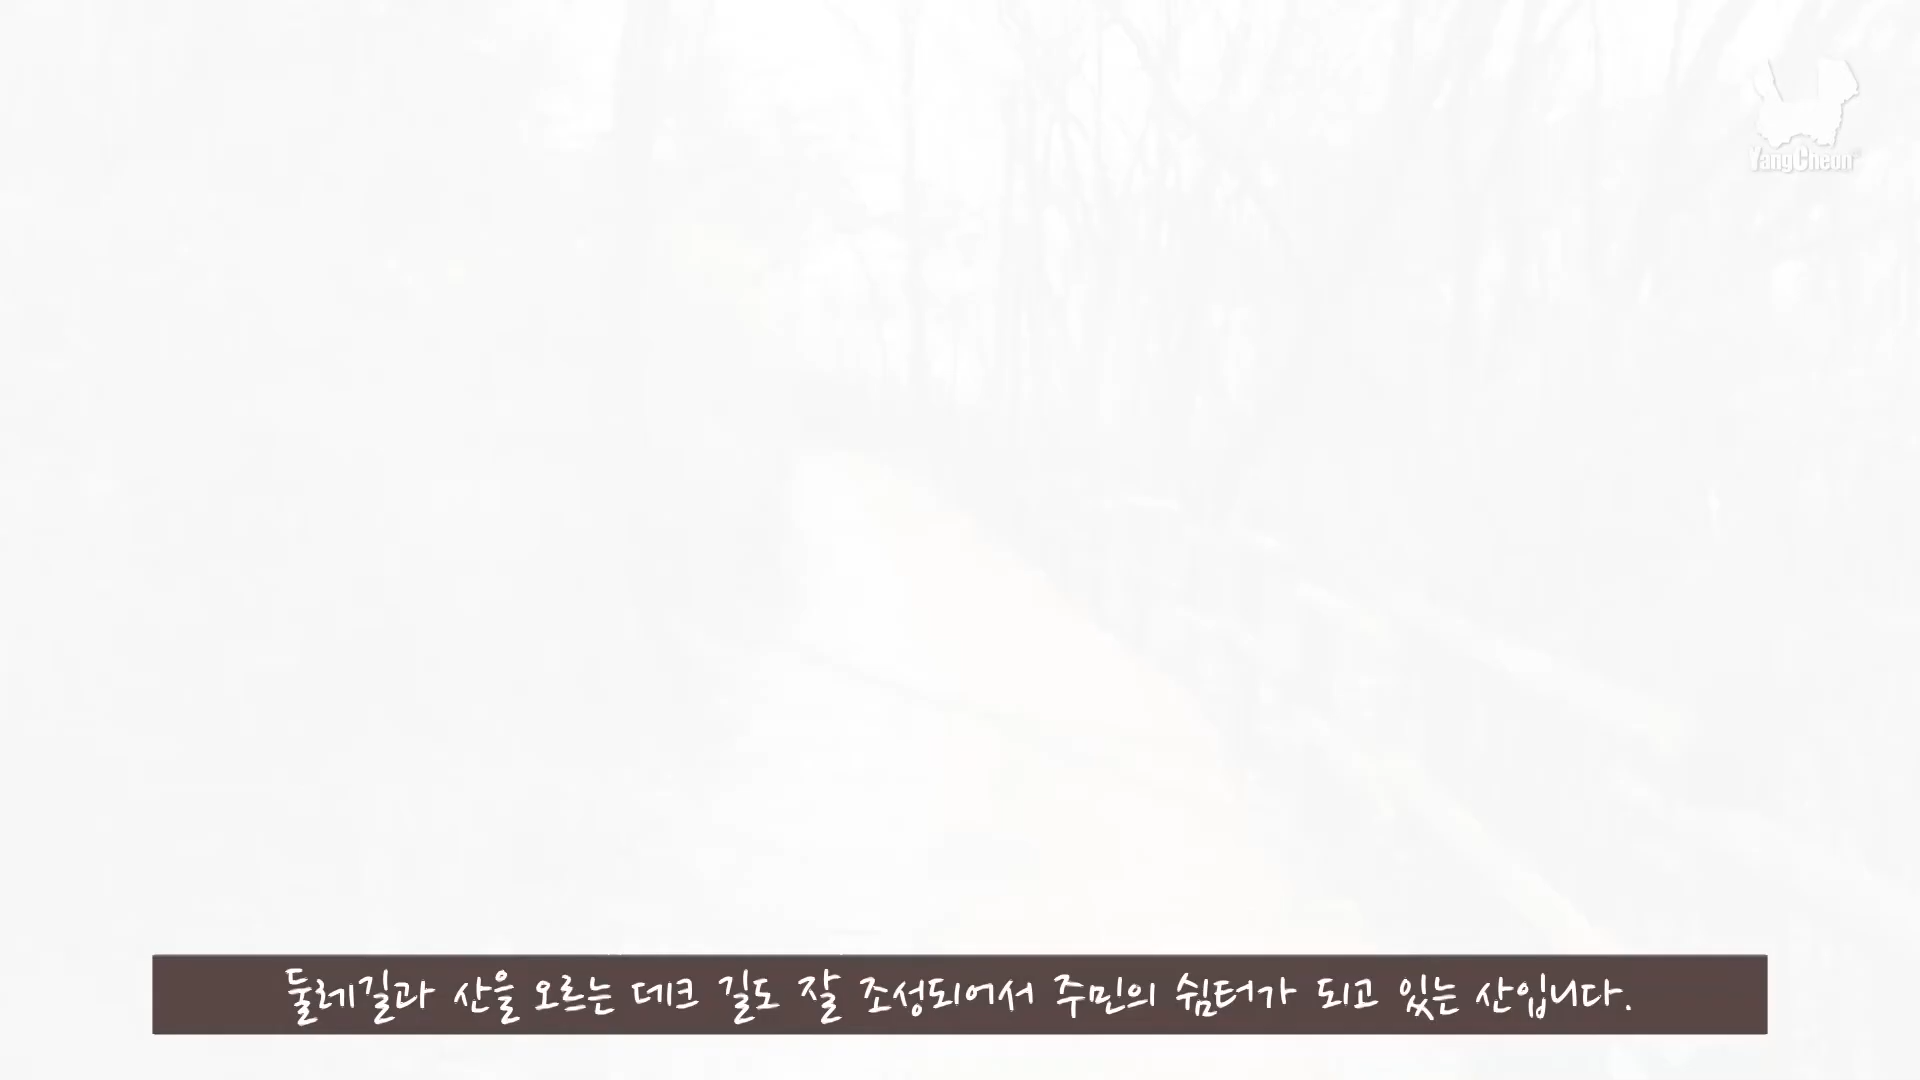 YangCheon
둘레길과 산을 오르는 데크 길도 잘 조성되어서 주민의 쉼터가 되고 있는 산입니다.